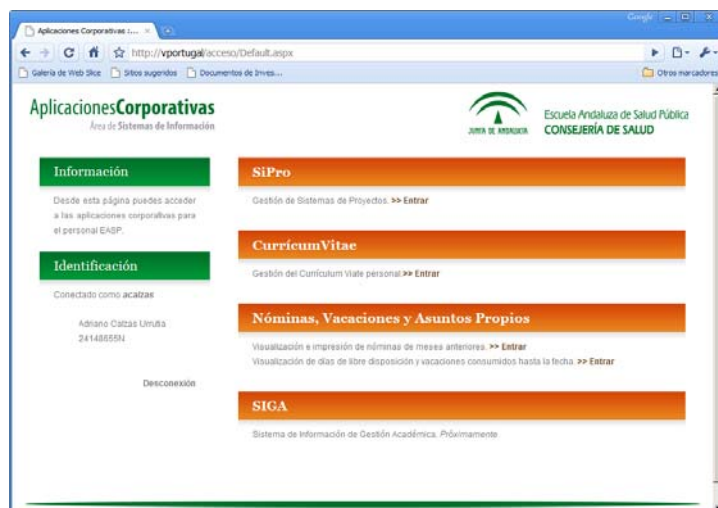 Google
Aplicaciones Corporativas :...
http://vportugal/acceso/Default.aspx
Galería de Web Slice
Sitios sugeridos
Documentos de Inves...
Otros marcadores
AplicacionesCorporativas
Área de Sistemas de Información
JUNTA DE ANDALUCIA
Escuela Andaluza de Salud Pública
CONSEJERÍA DE SALUD
Información
Desde esta página puedes acceder
a las aplicaciones corporativas para
el personal EASP.
Identificación
Conectado como acalzas
Adriano Calzas Urrutia
24148655N
Desconexión
SiPro
Gestión de Sistemas de Proyectos. >> Entrar
CurrícumVitae
Gestión del Currículum Viate personal >> Entrar
Nóminas, Vacaciones y Asuntos Propios
Visualización e impresión de nóminas de meses anteriores. >> Entrar
Visualización de días de libre disposición y vacaciones consumidos hasta la fecha. >> Entrar
SIGA
Sistema de Información de Gestión Académica. Próximamente